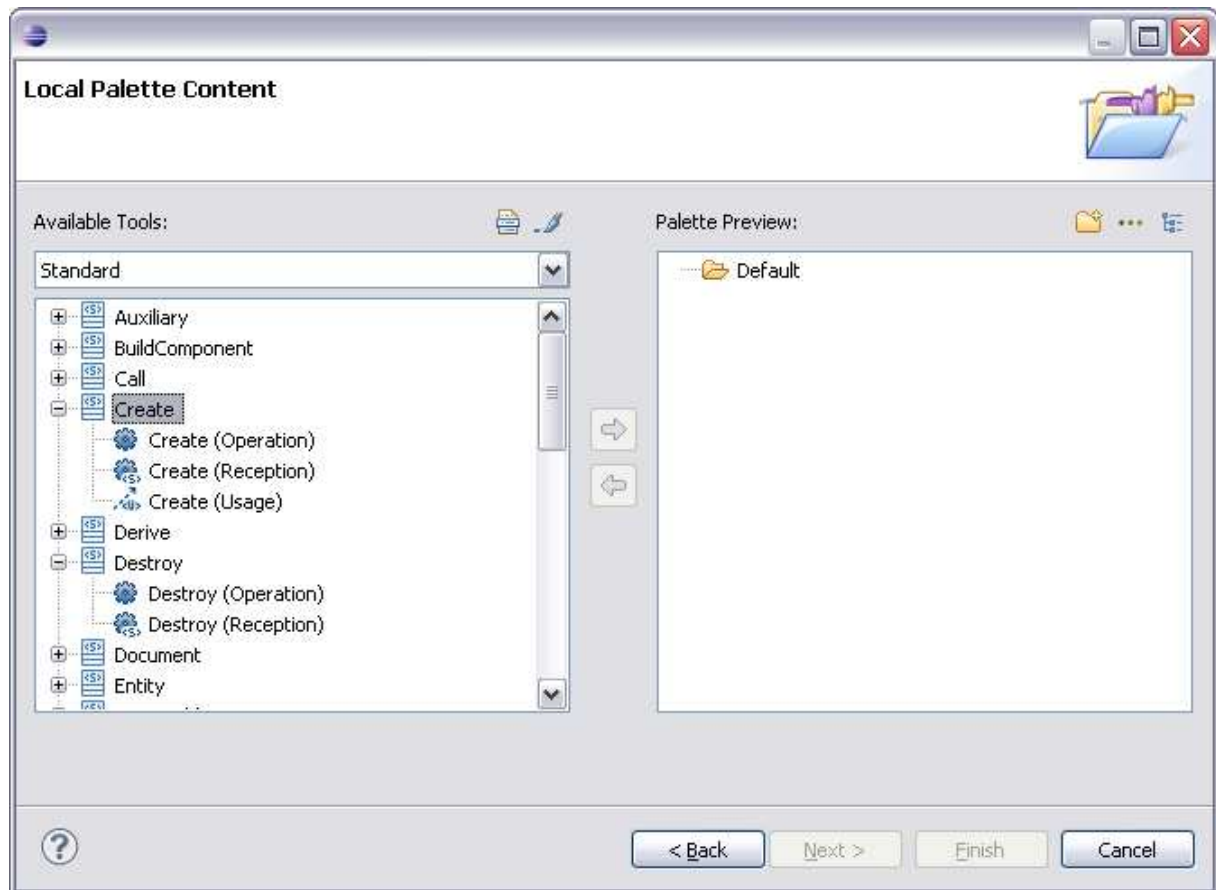 Local Palette Content
Available Tools:
Palette Preview:
Standard
Default
Auxiliary
BuildComponent
Call
Create
Create (Operation)
Create (Reception)
Create (Usage)
Derive
Destroy
Destroy (Operation)
Destroy (Reception)
Document
Entity
< Back
Next >
Finish
Cancel